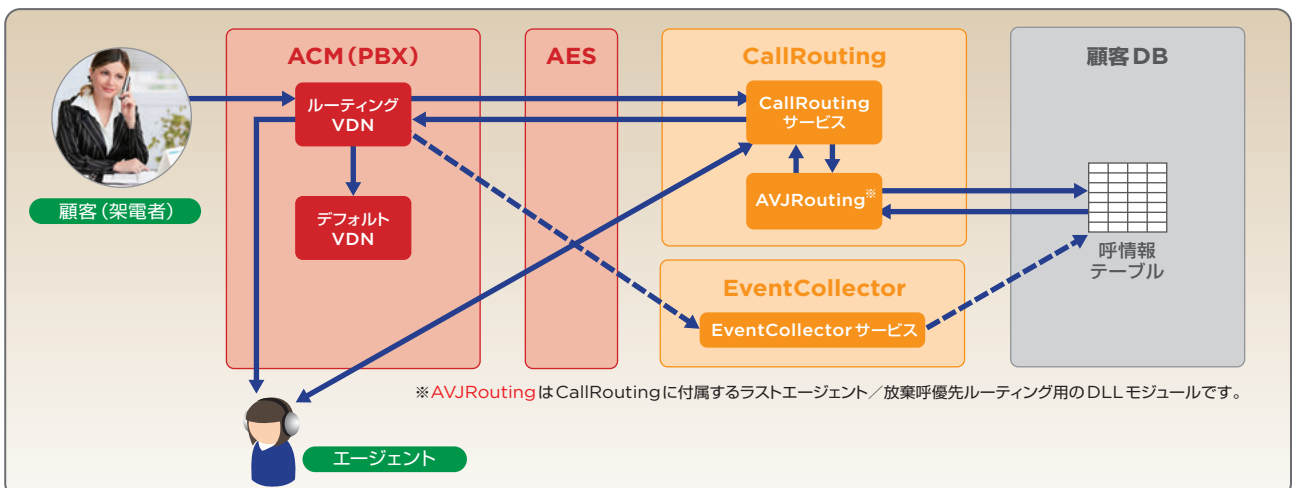 顧客（架電者）
ACM（PBX）
ルーティング
VDN
デフォルト
VDN
AES
CallRouting
CallRouting
サービス
AVJRouting※
EventCollector
EventCollectorサービス
顧客DB
呼情報
テーブル
※AVJRoutingはCallRoutingに付属するラストエージェント／放棄呼優先ルーティング用のDLLモジュールです。
エージェント